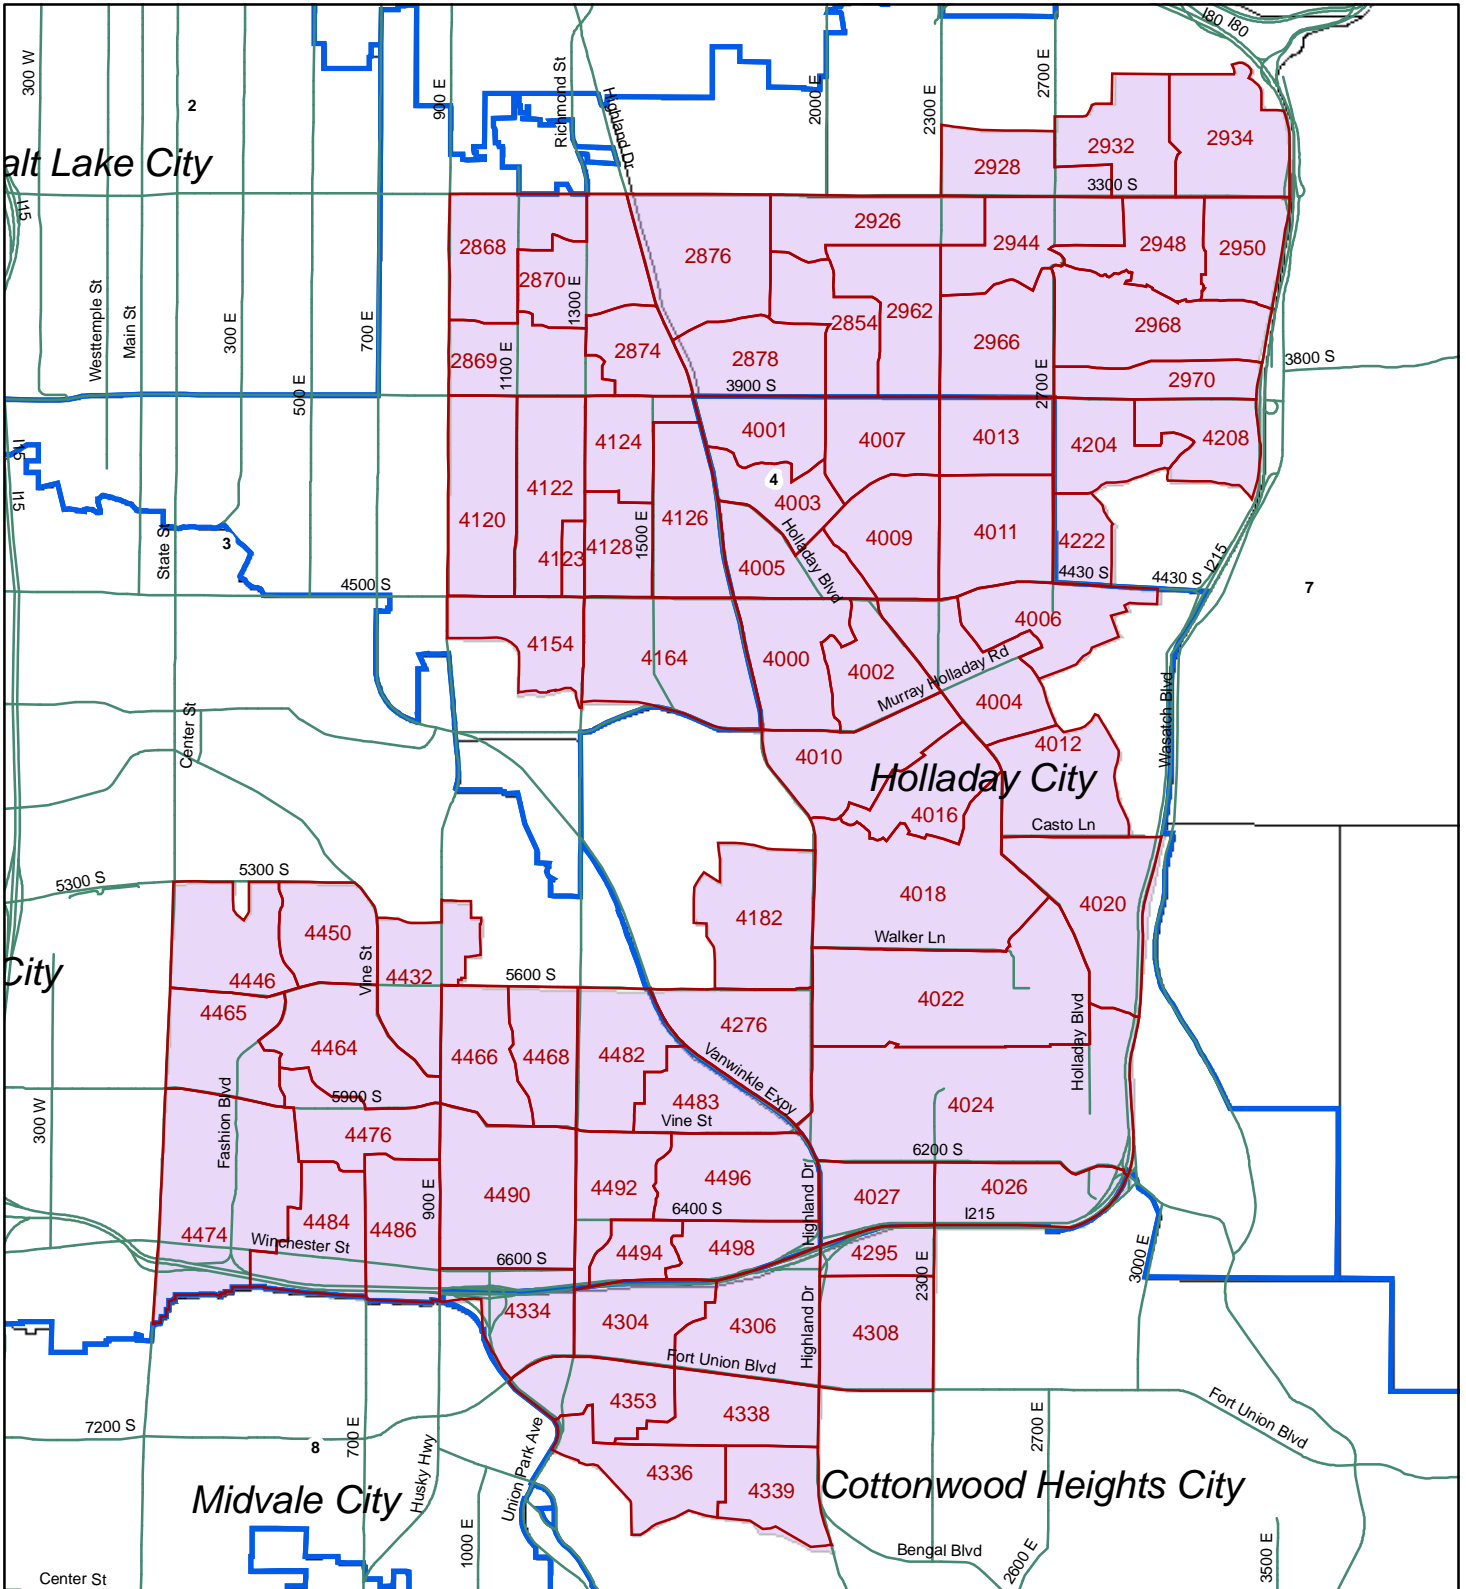 I80
I80
300 W
2
900 E
Richmond St
Highland Dr
2000 E
2300 E
2700 E
2932
2934
alt Lake City
2928
3300 S
I15
2868
2870
1300 E
2876
2926
2944
2948
2950
Westtemple St
Main St
300 E
700 E
2854
2962
2968
2869
1100 E
2874
2878
2966
3800 S
500 E
3900 S
2700 E
2970
I15
4124
4001
4007
4013
4204
4208
I15
4
4122
4003
4120
4126
State St
3
4123
4128
1500 E
Holladay Blvd
4009
4011
4222
4005
4430 S
4430 S
I215
4500 S
7
4006
4154
4164
4000
4002
Murray Holladay Rd
4004
Center St
4010
4012
Wasatch Blvd
Holladay City
4016
Casto Ln
5300 S
5300 S
4018
4020
4182
4450
Walker Ln
City
4446
Vine St
4432
5600 S
4022
4465
4276
Holladay Blvd
4464
4466
4468
4482
Vanwinkle Expy
5900 S
4483
4024
300 W
Fashion Blvd
Vine St
4476
6200 S
4490
4492
4496
Highland Dr
4027
4026
900 E
6400 S
I215
4474
4484
4486
Winchester St
4494
4498
4295
6600 S
2300 E
3000 E
4334
4304
4306
Highland Dr
4308
Fort Union Blvd
4353
4338
Fort Union Blvd
7200 S
8
700 E
Husky Hwy
Union Park Ave
2700 E
4336
4339
Cottonwood Heights City
Midvale City
1000 E
Bengal Blvd
2600 E
3500 E
Center St